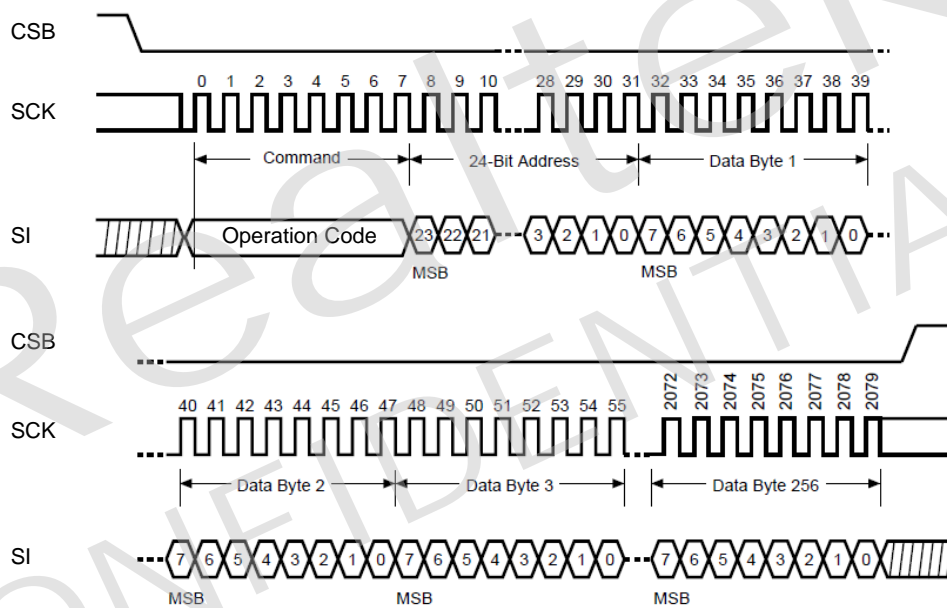 CSB
0 1 2 3 4 5 6 7 8 9 10 28 29 30 31 32 33 34 35 36 37 38 39
SCK
Command 24-Bit Address Data Byte 1
SI Operation Code 23 22 21 3 2 1 0 7 6 5 4 3 2 1 0
MSB MSB
CSB
40 41 42 43 44 45 46 47 48 49 50 51 52 53 54 55 2072 2073 2074 2075 2076 2077 2078 2079
SCK
Data Byte 2 Data Byte 3 Data Byte 256
SI 7 6 5 4 3 2 1 0 7 6 5 4 3 2 1 0 7 6 5 4 3 2 1 0
MSB MSB MSB
Realtek
CONFIDENTIA